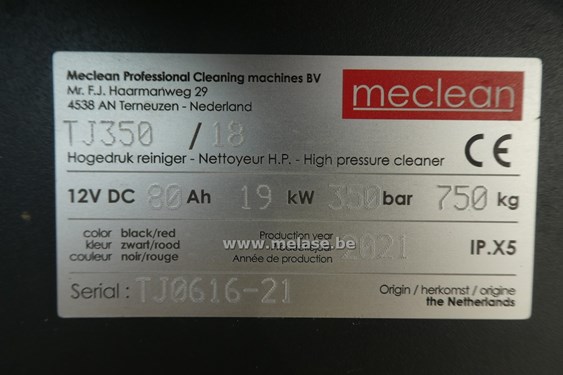 Meclean Professional Cleaning machines BV
Mr. F.J. Haarmanweg 29
4538 AN Terneuzen - Nederland
meclean
TJ350 / 18
Hogedruk reiniger - Nettoyeur H.P. - High pressure cleaner
CE
12V DC 80 Ah 19 kW 350 bar 750 kg
color black/red
kleur zwart/rood
couleur noir/rouge
Production year
www.melase.be
Année de production
2021
IP.X5
Serial : TJ0616-21
Origin / herkomst / origine
the Netherlands